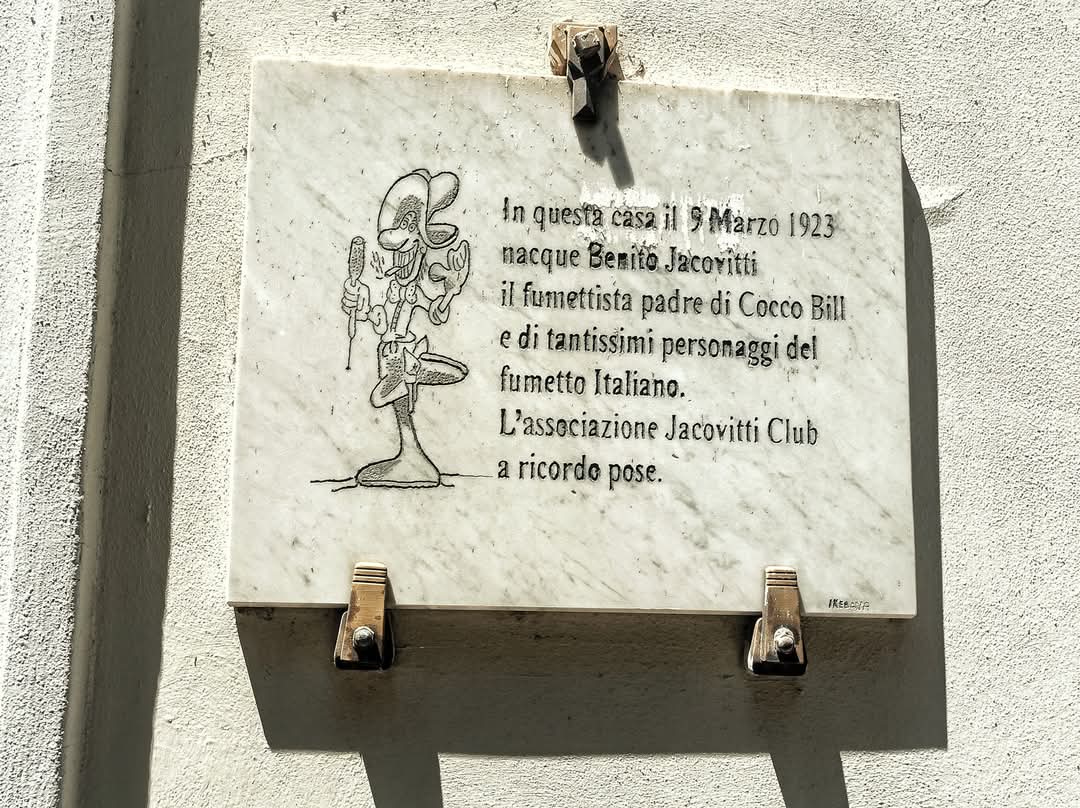 In questa casa il 9 Marzo 1923
nacque Benito Jacovitti
il fumettista padre di Cocco Bill
e di tantissimi personaggi del
fumetto Italiano.
L'associazione Jacovitti Club
a ricordo pose.
IKEBANA